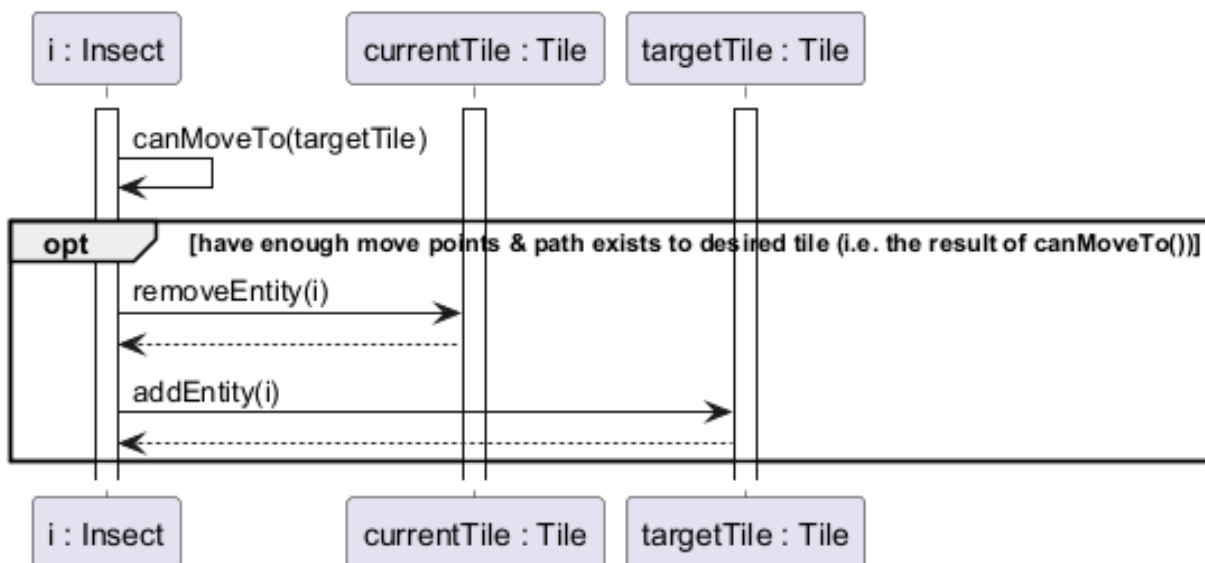 i : Insect
currentTile : Tile
targetTile : Tile
canMoveTo(targetTile)
opt
[have enough move points & path exists to desired tile (i.e. the result of canMoveTo())]
removeEntity(i)
addEntity(i)
i : Insect
currentTile : Tile
targetTile : Tile